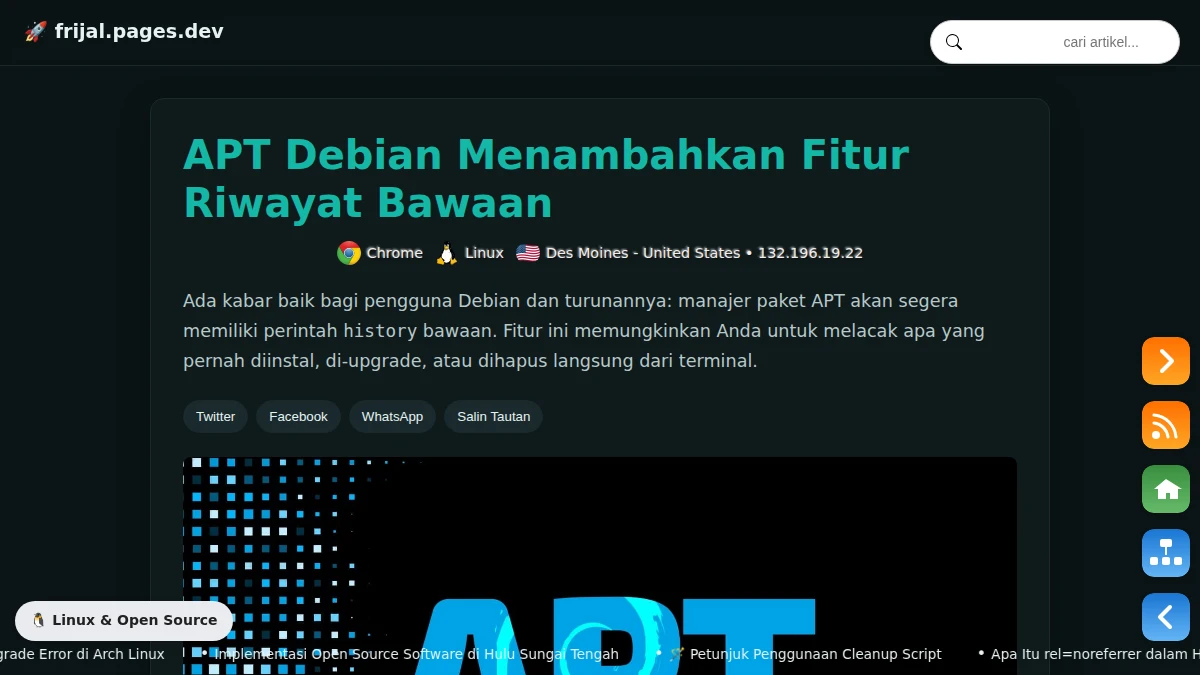 🚀 frijal.pages.dev
cari artikel...
APT Debian Menambahkan Fitur
Riwayat Bawaan
Chrome Linux Des Moines - United States • 132.196.19.22
Ada kabar baik bagi pengguna Debian dan turunannya: manajer paket APT akan segera
memiliki perintah history bawaan. Fitur ini memungkinkan Anda untuk melacak apa yang
pernah diinstal, di-upgrade, atau dihapus langsung dari terminal.
Twitter Facebook WhatsApp Salin Tautan
APT
🐧 Linux & Open Source
grade Error di Arch Linux • Implementasi Open Source Software di Hulu Sungai Tengah • Petunjuk Penggunaan Cleanup Script • Apa Itu rel=noreferrer dalam